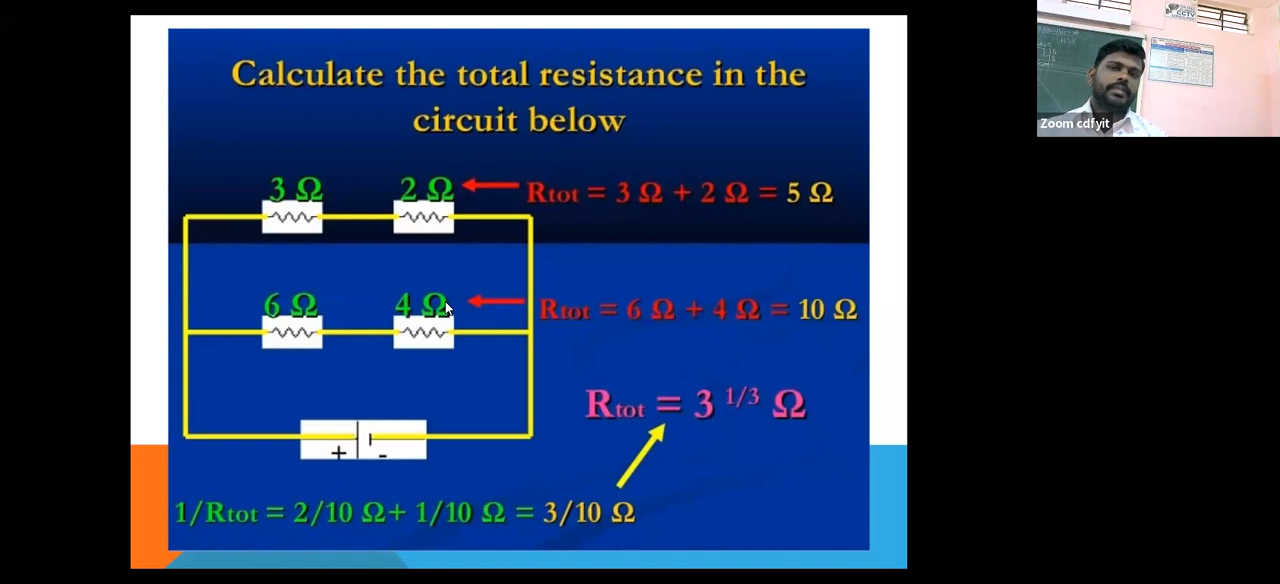 Calculate the total resistance in the
circuit below
3 Ω 2 Ω Rtot = 3 Ω + 2 Ω = 5 Ω
6 Ω 4 Ω Rtot = 6 Ω + 4 Ω = 10 Ω
Rtot = 3 1/3 Ω
+ -
1/Rtot = 2/10 Ω+ 1/10 Ω = 3/10 Ω
CCTV
Zoom cdfyit